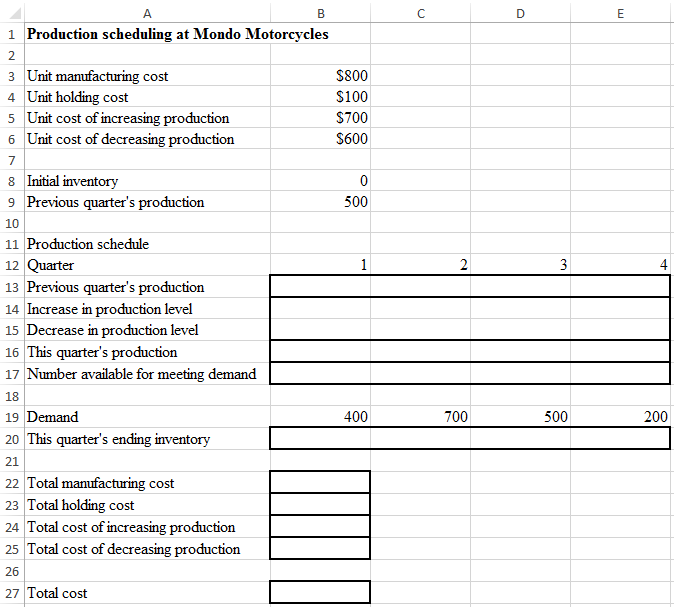 A B C D E
1 Production scheduling at Mondo Motorcycles
2
3 Unit manufacturing cost $800
4 Unit holding cost $100
5 Unit cost of increasing production $700
6 Unit cost of decreasing production $600
7
8 Initial inventory 0
9 Previous quarter's production 500
10
11 Production schedule
12 Quarter 1 2 3 4
13 Previous quarter's production
14 Increase in production level
15 Decrease in production level
16 This quarter's production
17 Number available for meeting demand
18
19 Demand 400 700 500 200
20 This quarter's ending inventory
21
22 Total manufacturing cost
23 Total holding cost
24 Total cost of increasing production
25 Total cost of decreasing production
26
27 Total cost